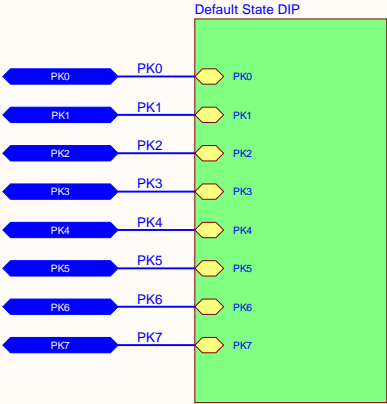 Default State DIP
PK0 PK0 PK0
PK1 PK1 PK1
PK2 PK2 PK2
PK3 PK3 PK3
PK4 PK4 PK4
PK5 PK5 PK5
PK6 PK6 PK6
PK7 PK7 PK7